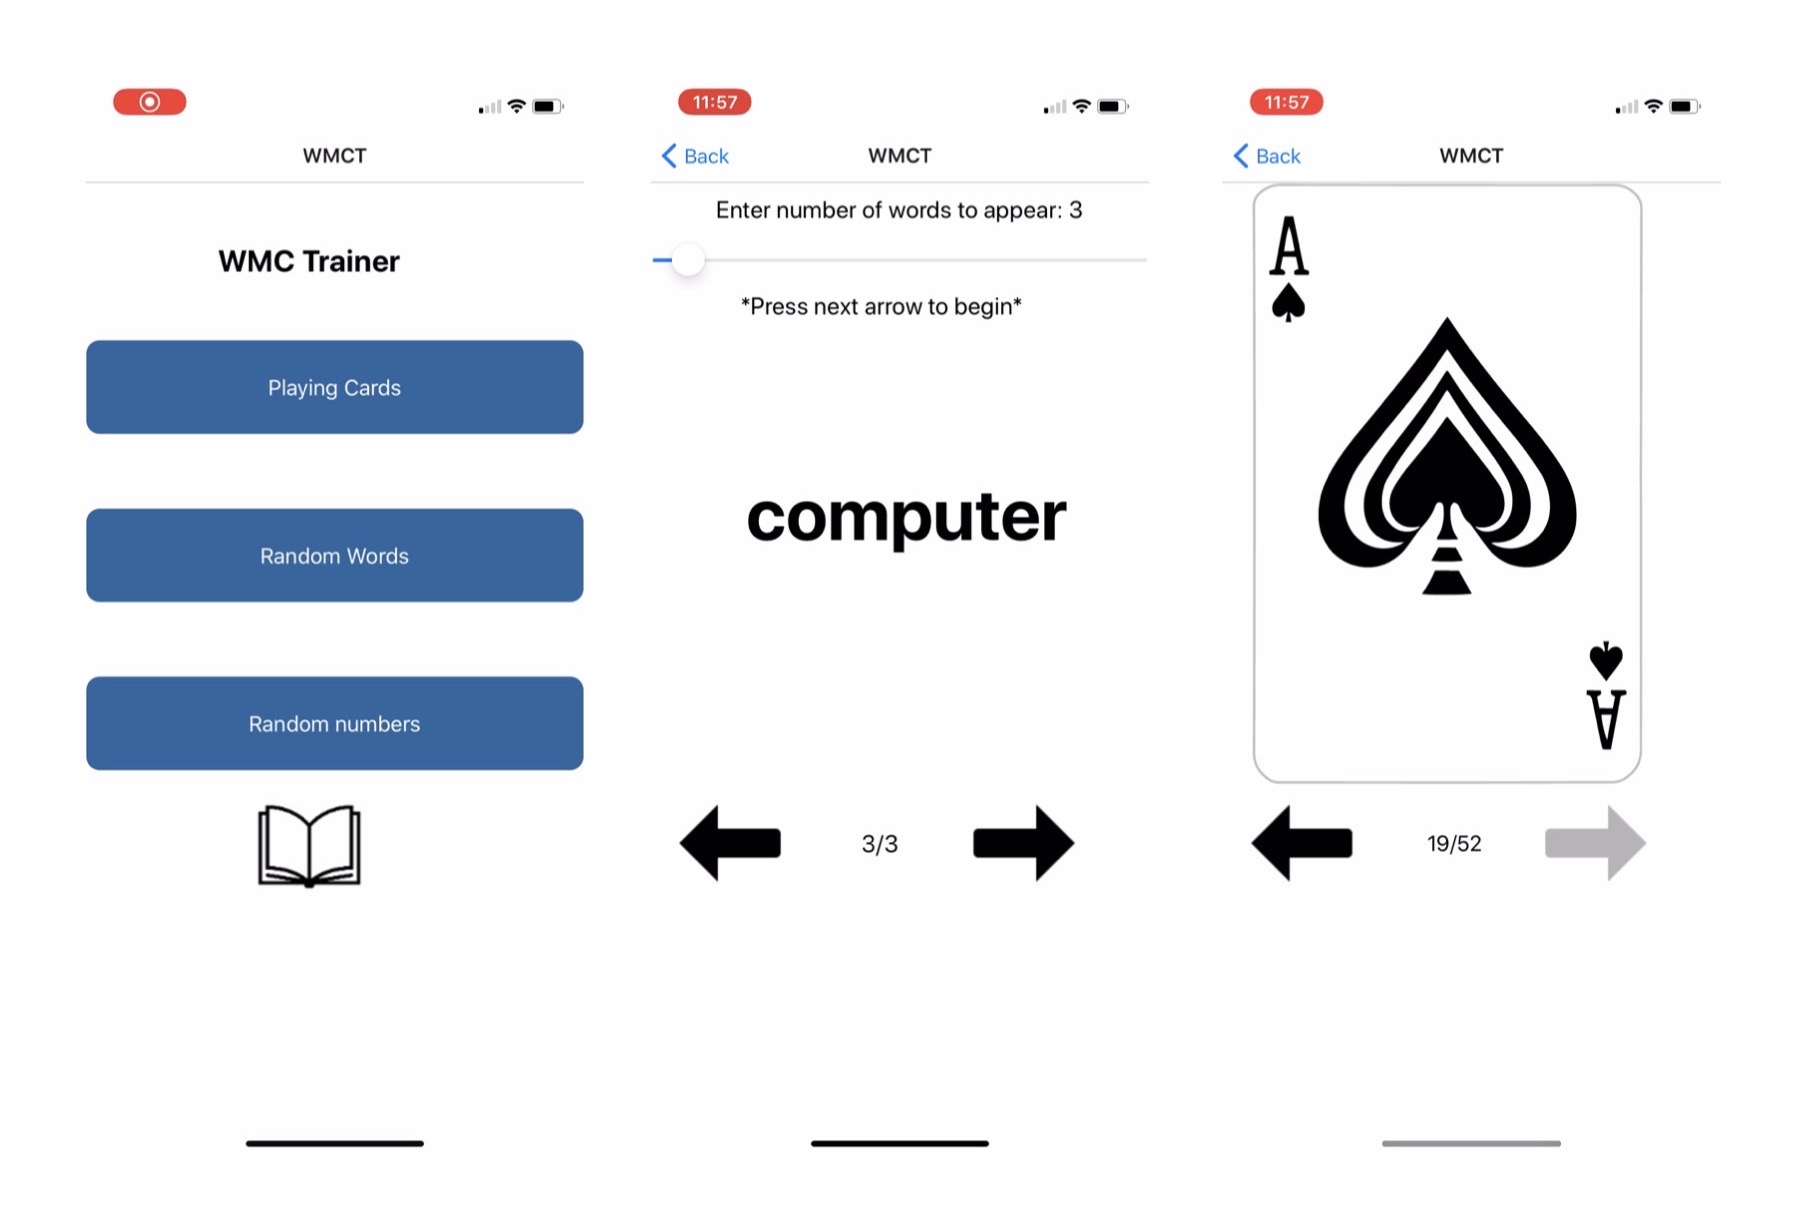 WMCT
WMC Trainer
Playing Cards
Random Words
Random numbers
11:57
Back
WMCT
Enter number of words to appear: 3
*Press next arrow to begin*
computer
3/3
11:57
Back
WMCT
A
A
19/52